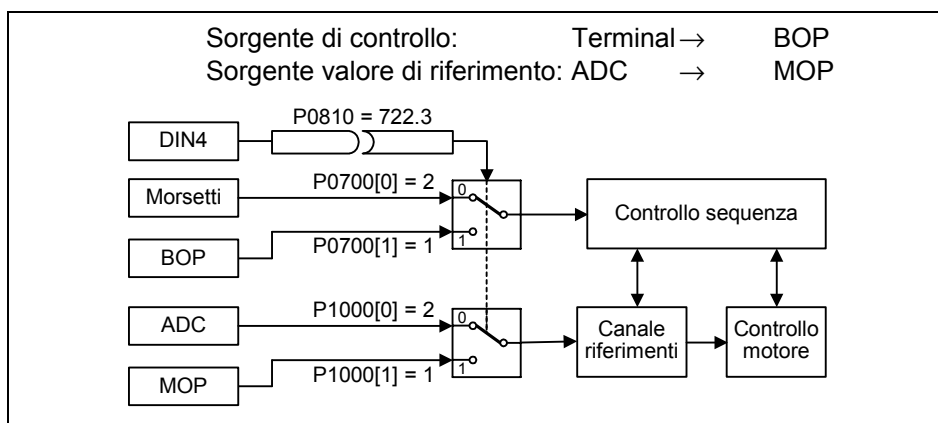 Sorgente di controllo: Terminal → BOP
Sorgente valore di riferimento: ADC → MOP
P0810 = 722.3
DIN4
Morsetti
P0700[0] = 2
0
Controllo sequenza
BOP
P0700[1] = 1
1
ADC
P1000[0] = 2
0
Canale
riferimenti
Controllo
motore
MOP
P1000[1] = 1
1